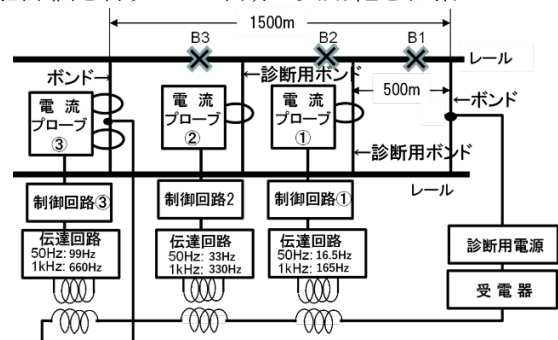 1500m
B3
B2
B1
レール
ボンド
診断用ボンド
500m
ボンド
電流
プローブ
③
電流
プローブ
②
電流
プローブ
①
診断用ボンド
レール
制御回路③
制御回路2
制御回路①
伝達回路
50Hz: 99Hz
1kHz: 660Hz
伝達回路
50Hz: 33Hz
1kHz: 330Hz
伝達回路
50Hz: 16.5Hz
1kHz: 165Hz
診断用電源
受電器